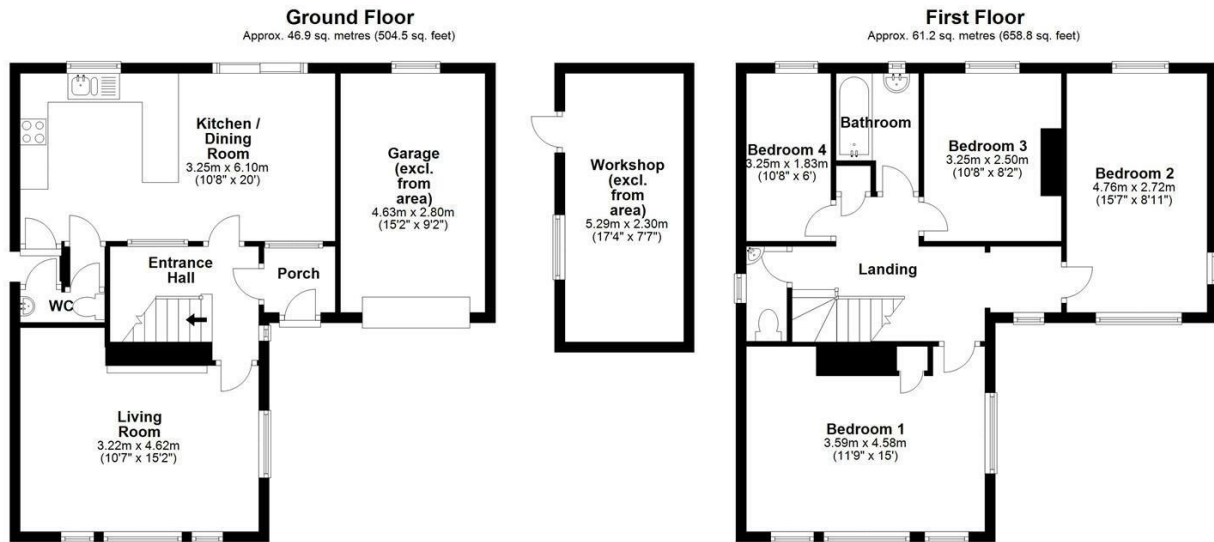 Ground Floor
Approx. 46.9 sq. metres (504.5 sq. feet)
Kitchen /
Dining
Room
3.25m x 6.10m
(10'8" x 20')
Garage
(excl.
from
area)
4.63m x 2.80m
(15'2" x 9'2")
Workshop
(excl.
from
area)
5.29m x 2.30m
(17'4" x 7'7")
Entrance
Hall
Porch
WC
Living
Room
3.22m x 4.62m
(10'7" x 15'2")
First Floor
Approx. 61.2 sq. metres (658.8 sq. feet)
Bedroom 4
3.25m x 1.83m
(10'8" x 6')
Bathroom
Bedroom 3
3.25m x 2.50m
(10'8" x 8'2")
Bedroom 2
4.76m x 2.72m
(15'7" x 8'11")
Landing
Bedroom 1
3.59m x 4.58m
(11'9" x 15')